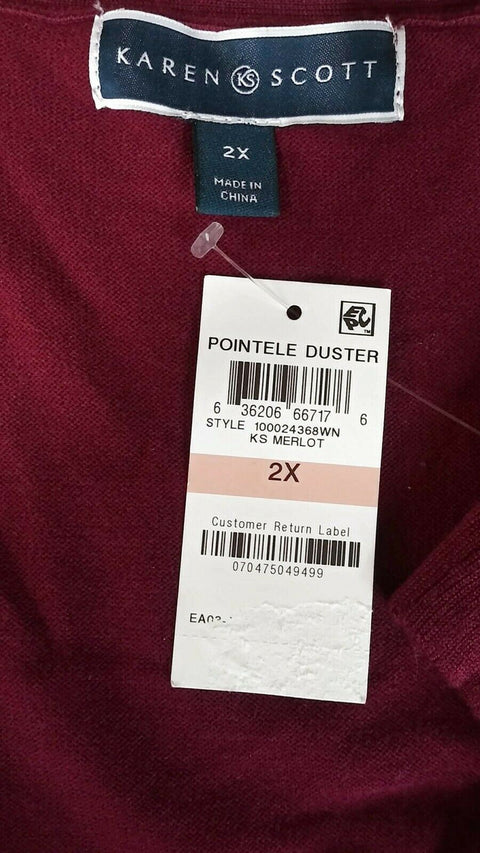 KAREN KS SCOTT
2X
MADE IN
CHINA
POINTELE DUSTER
6 36206 66717 6
STYLE 100024368WN
KS MERLOT
2X
Customer Return Label
070475049499